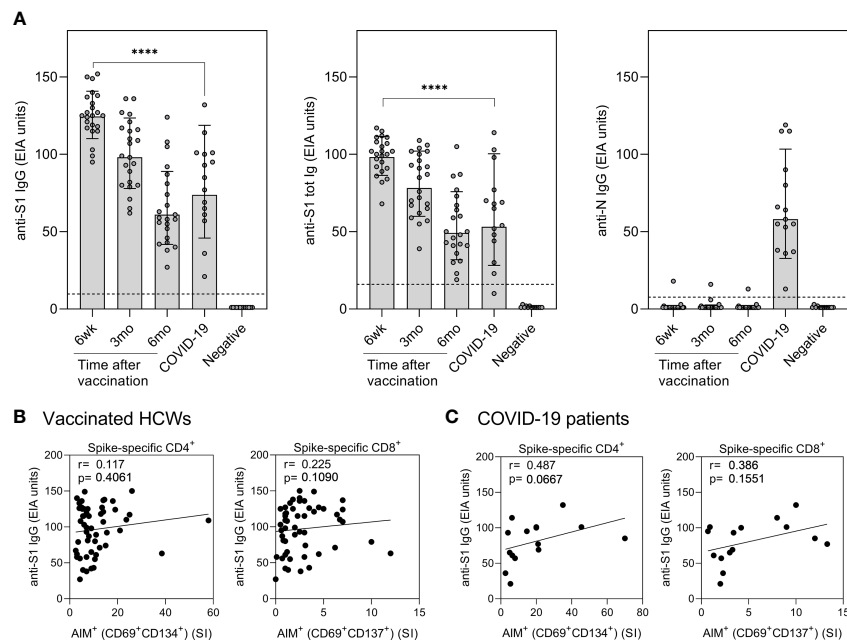 A
****
150
100
50
0
anti-S1 IgG (EIA units)
6wk
3mo
6mo
COVID-19
Negative
Time after
vaccination
****
150
100
50
0
anti-S1 tot Ig (EIA units)
6wk
3mo
6mo
COVID-19
Negative
Time after
vaccination
150
100
50
0
anti-N IgG (EIA units)
6wk
3mo
6mo
COVID-19
Negative
Time after
vaccination
B Vaccinated HCWs
Spike-specific CD4⁺
r= 0.117
p= 0.4061
200
150
100
50
0
anti-S1 IgG (EIA units)
0 20 40 60
AIM⁺ (CD69⁺CD134⁺) (SI)
Spike-specific CD8⁺
r= 0.225
p= 0.1090
200
150
100
50
0
anti-S1 IgG (EIA units)
0 5 10 15
AIM⁺ (CD69⁺CD137⁺) (SI)
C COVID-19 patients
Spike-specific CD4⁺
r= 0.487
p= 0.0667
200
150
100
50
0
anti-S1 IgG (EIA units)
0 20 40 60 80
AIM⁺ (CD69⁺CD134⁺) (SI)
Spike-specific CD8⁺
r= 0.386
p= 0.1551
200
150
100
50
0
anti-S1 IgG (EIA units)
0 5 10 15
AIM⁺ (CD69⁺CD137⁺) (SI)